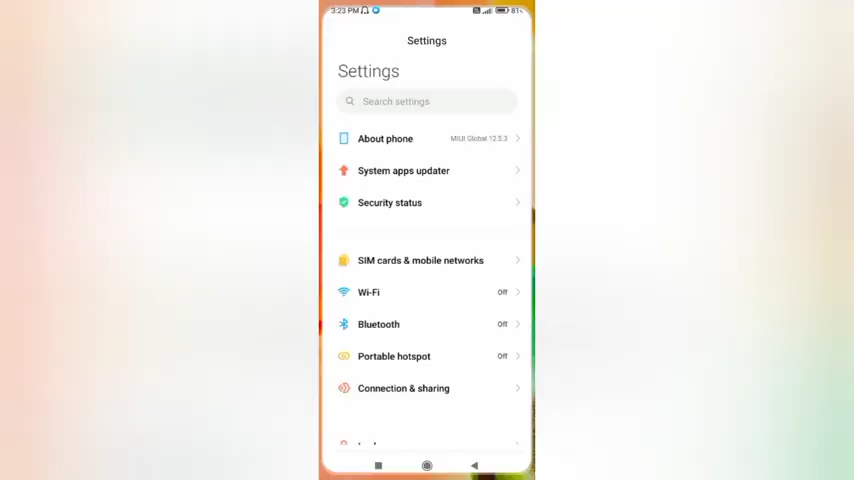 3:23 PM 81
Settings
Settings
Search settings
About phone MIUI Global 12.5.3
System apps updater
Security status
SIM cards & mobile networks
Wi-Fi Off
Bluetooth Off
Portable hotspot Off
Connection & sharing